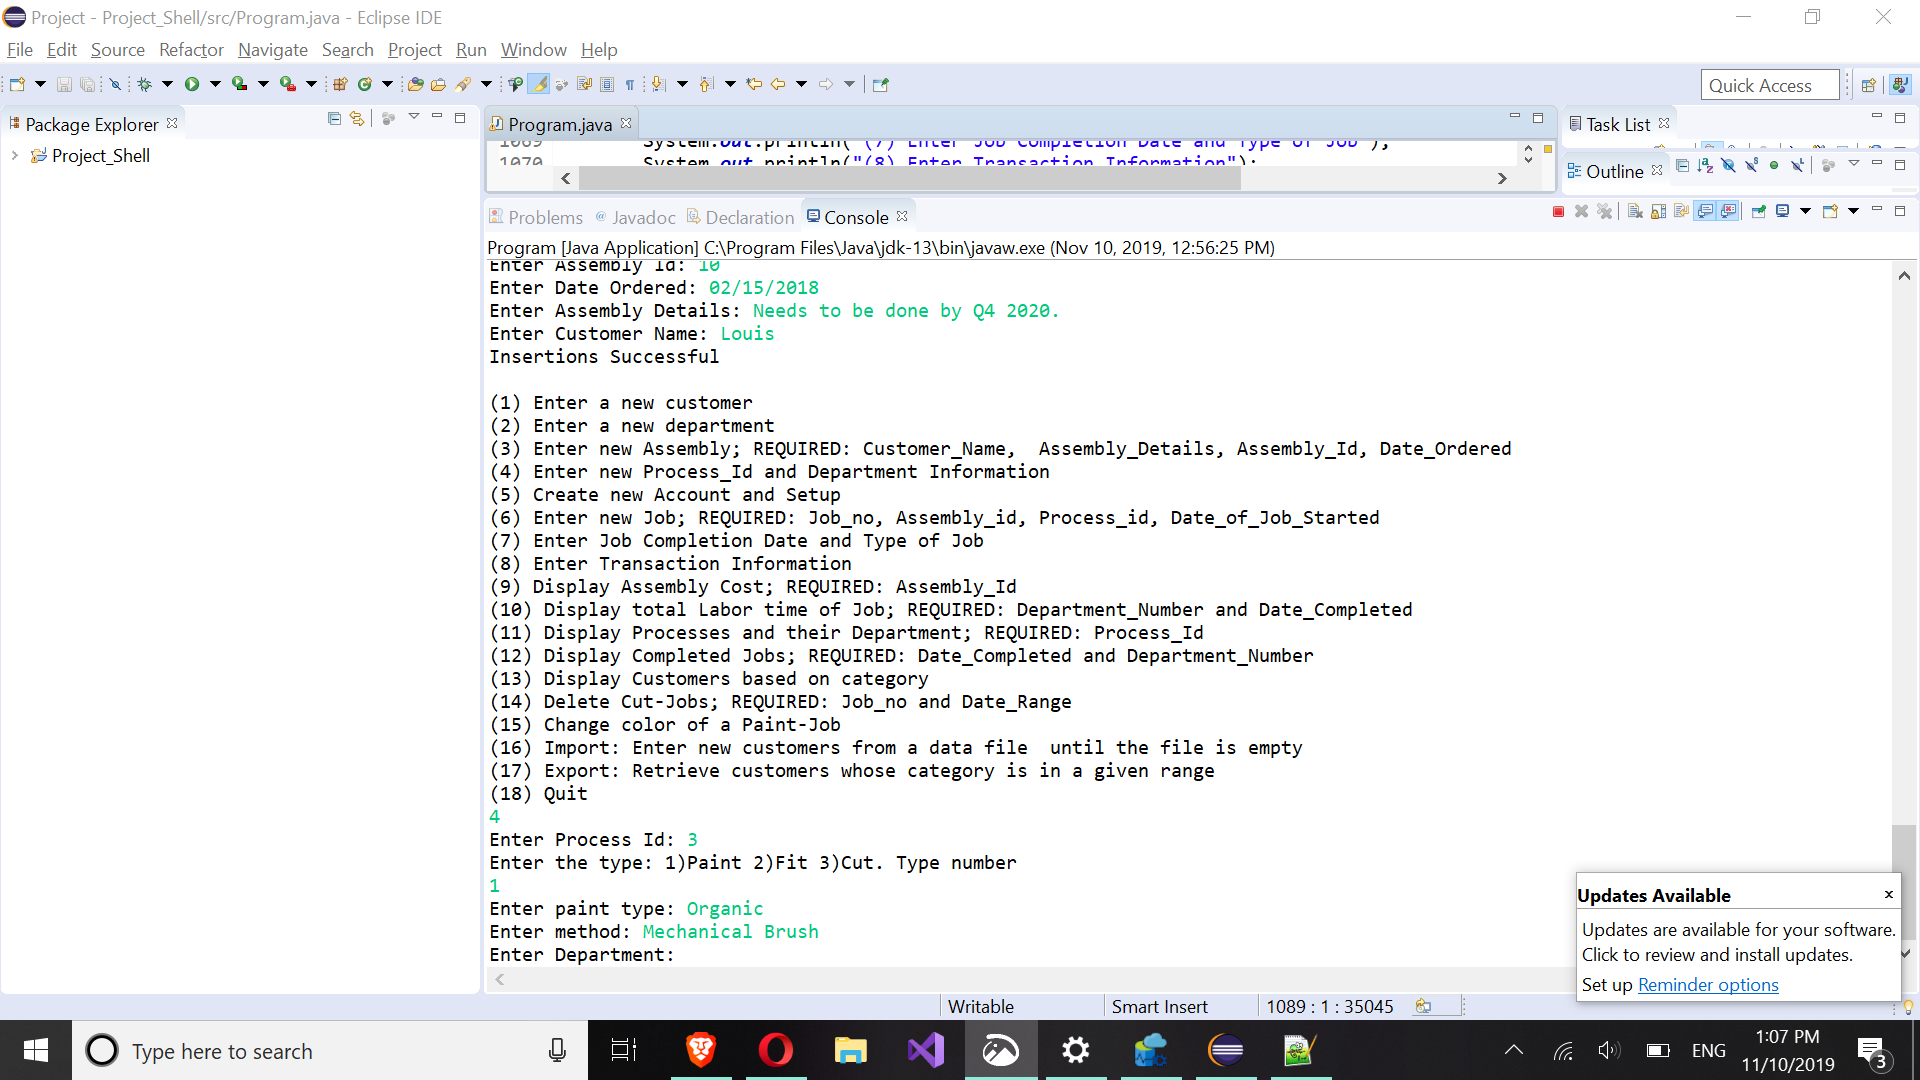 Project - Project_Shell/src/Program.java - Eclipse IDE
File Edit Source Refactor Navigate Search Project Run Window Help
Quick Access
Package Explorer
Project_Shell
Program.java
1069 System.out.println("(7) Enter Job Completion Date and Type of Job");
1070 System.out.println("(8) Enter Transaction Information");
Task List
Outline
Problems @ Javadoc Declaration Console
Program [Java Application] C:\Program Files\Java\jdk-13\bin\javaw.exe (Nov 10, 2019, 12:56:25 PM)
Enter Assembly Id: 10
Enter Date Ordered: 02/15/2018
Enter Assembly Details: Needs to be done by Q4 2020.
Enter Customer Name: Louis
Insertions Successful
(1) Enter a new customer
(2) Enter a new department
(3) Enter new Assembly; REQUIRED: Customer_Name,  Assembly_Details, Assembly_Id, Date_Ordered
(4) Enter new Process_Id and Department Information
(5) Create new Account and Setup
(6) Enter new Job; REQUIRED: Job_no, Assembly_id, Process_id, Date_of_Job_Started
(7) Enter Job Completion Date and Type of Job
(8) Enter Transaction Information
(9) Display Assembly Cost; REQUIRED: Assembly_Id
(10) Display total Labor time of Job; REQUIRED: Department_Number and Date_Completed
(11) Display Processes and their Department; REQUIRED: Process_Id
(12) Display Completed Jobs; REQUIRED: Date_Completed and Department_Number
(13) Display Customers based on category
(14) Delete Cut-Jobs; REQUIRED: Job_no and Date_Range
(15) Change color of a Paint-Job
(16) Import: Enter new customers from a data file  until the file is empty
(17) Export: Retrieve customers whose category is in a given range
(18) Quit
4
Enter Process Id: 3
Enter the type: 1)Paint 2)Fit 3)Cut. Type number
1
Enter paint type: Organic
Enter method: Mechanical Brush
Enter Department:
Updates Available
Updates are available for your software.
Click to review and install updates.
Set up Reminder options
Writable Smart Insert 1089 : 1 : 35045
Type here to search
ENG
1:07 PM
11/10/2019
3